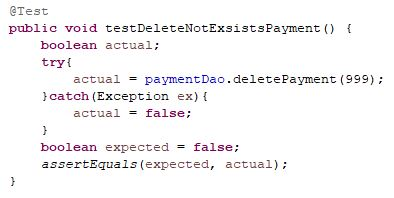 @Test
public void testDeleteNotExsistsPayment() {
    boolean actual;
    try{
        actual = paymentDao.deletePayment(999);
    }catch(Exception ex){
        actual = false;
    }
    boolean expected = false;
    assertEquals(expected, actual);
}